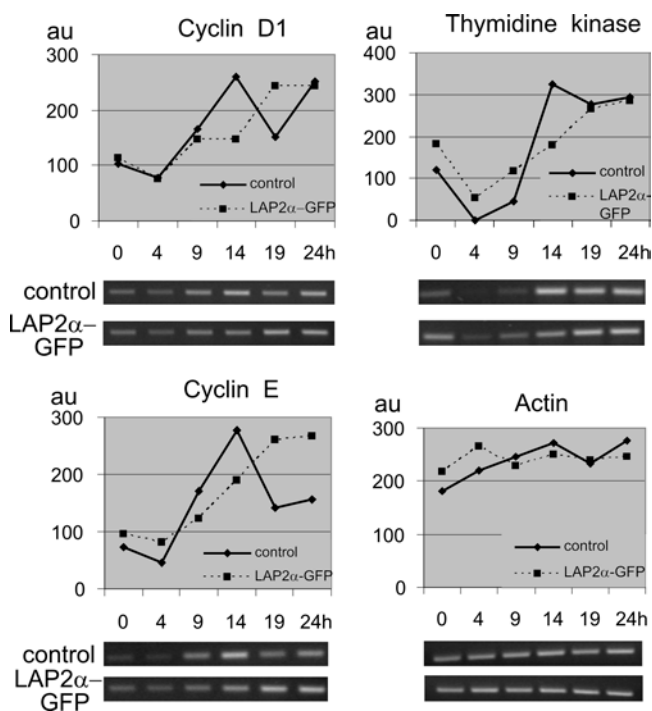 au
Cyclin D1
300
200
100
0
control
LAP2α–GFP
0 4 9 14 19 24h
control
LAP2α–
GFP
au
Thymidine kinase
400
300
200
100
0
control
LAP2α–
GFP
0 4 9 14 19 24h
au
Cyclin E
300
200
100
0
control
LAP2α-GFP
0 4 9 14 19 24h
control
LAP2α–
GFP
au
Actin
300
200
100
0
control
LAP2α-GFP
0 4 9 14 19 24h